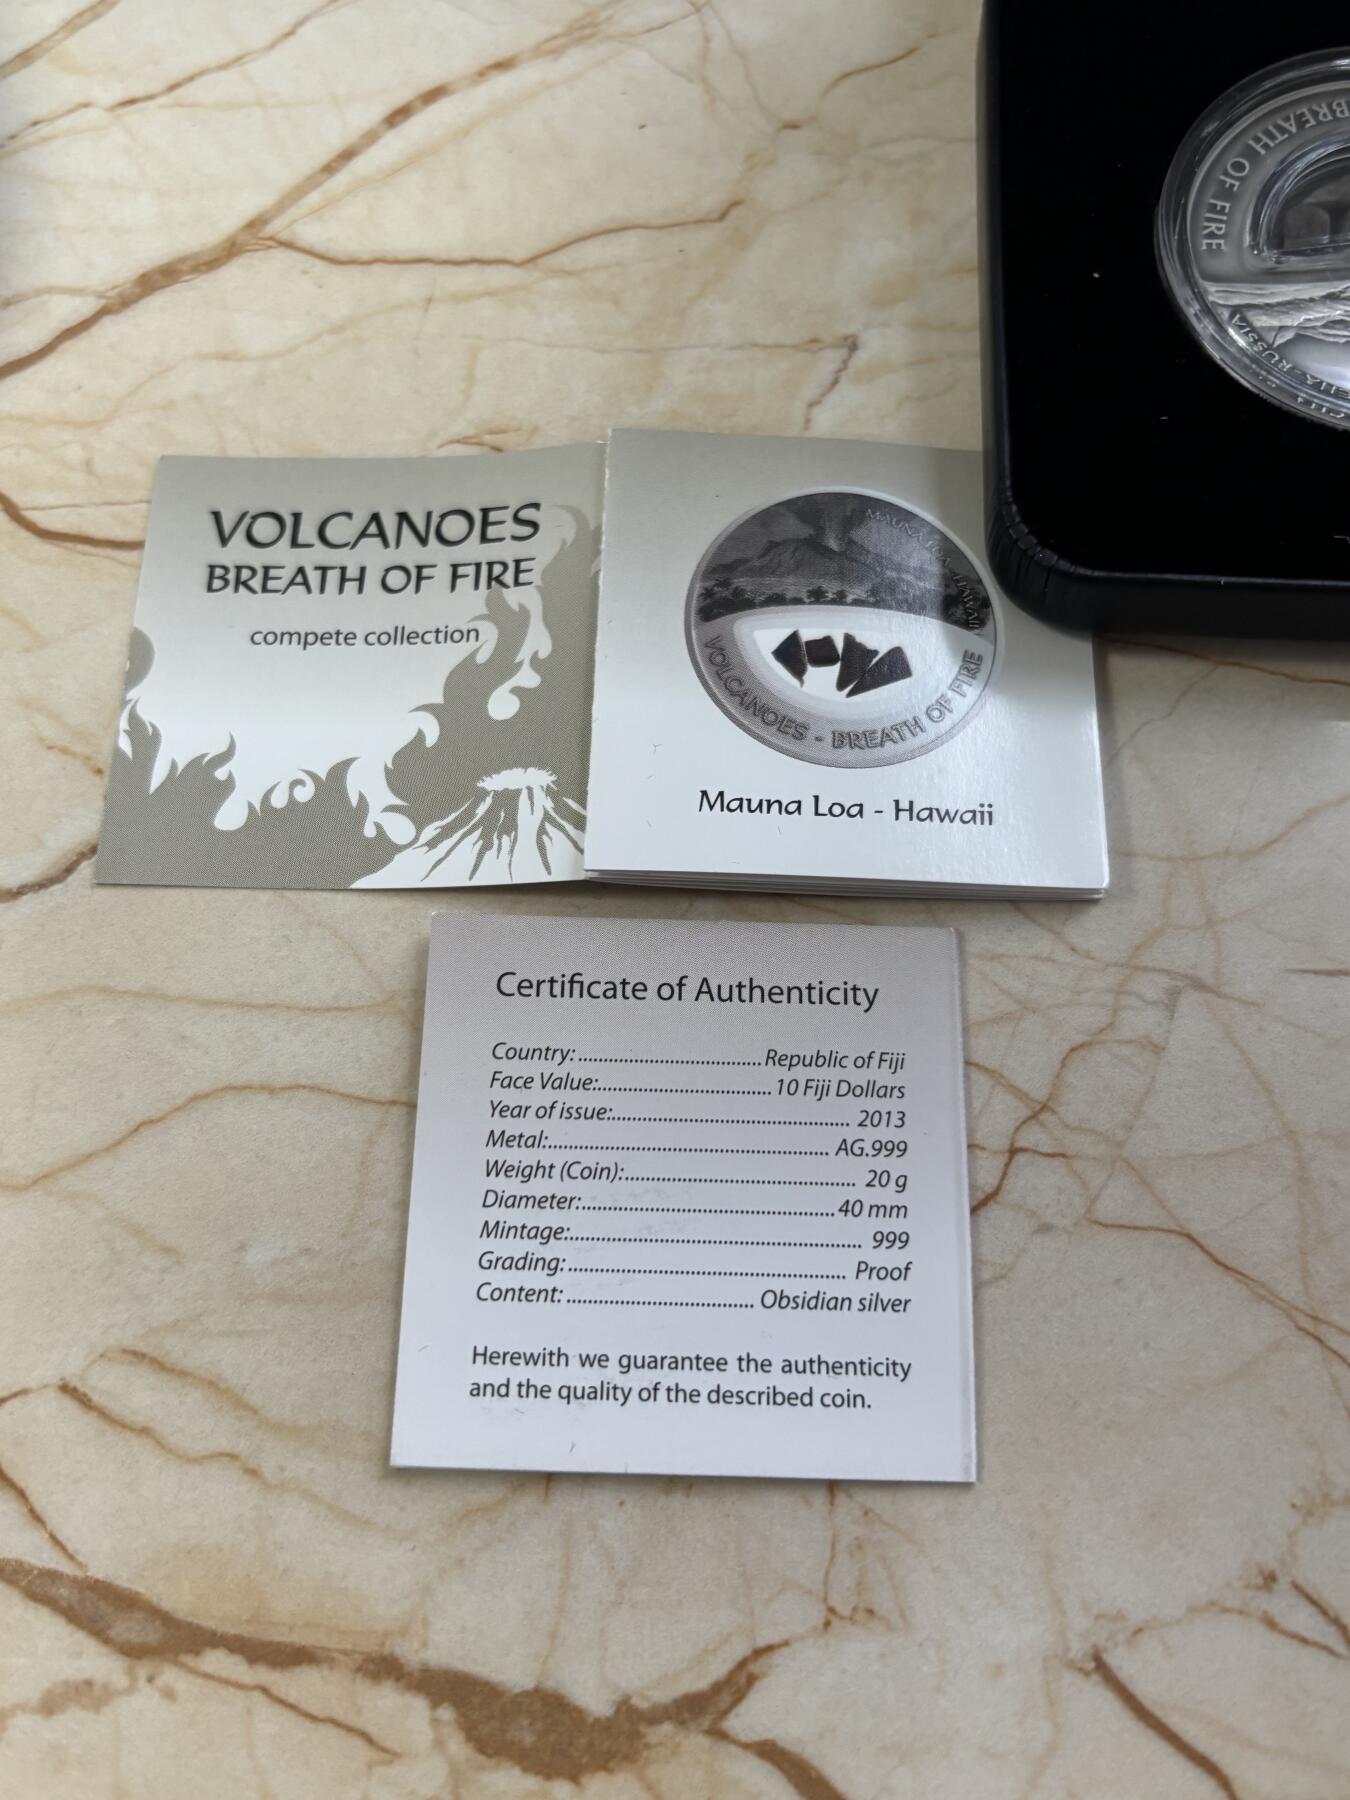 BREATH OF FIRE
RUSSIA
VOLCANOES
BREATH OF FIRE
compete collection
MAUNA LOA - HAWAII
VOLCANOES - BREATH OF FIRE
Mauna Loa - Hawaii
Certificate of Authenticity
Country:....................................Republic of Fiji
Face Value:..................................10 Fiji Dollars
Year of issue:.............................................. 2013
Metal:....................................................... AG.999
Weight (Coin):............................................. 20 g
Diameter:.................................................40 mm
Mintage:......................................................... 999
Grading:...................................................... Proof
Content:..................................... Obsidian silver
Herewith we guarantee the authenticity
and the quality of the described coin.